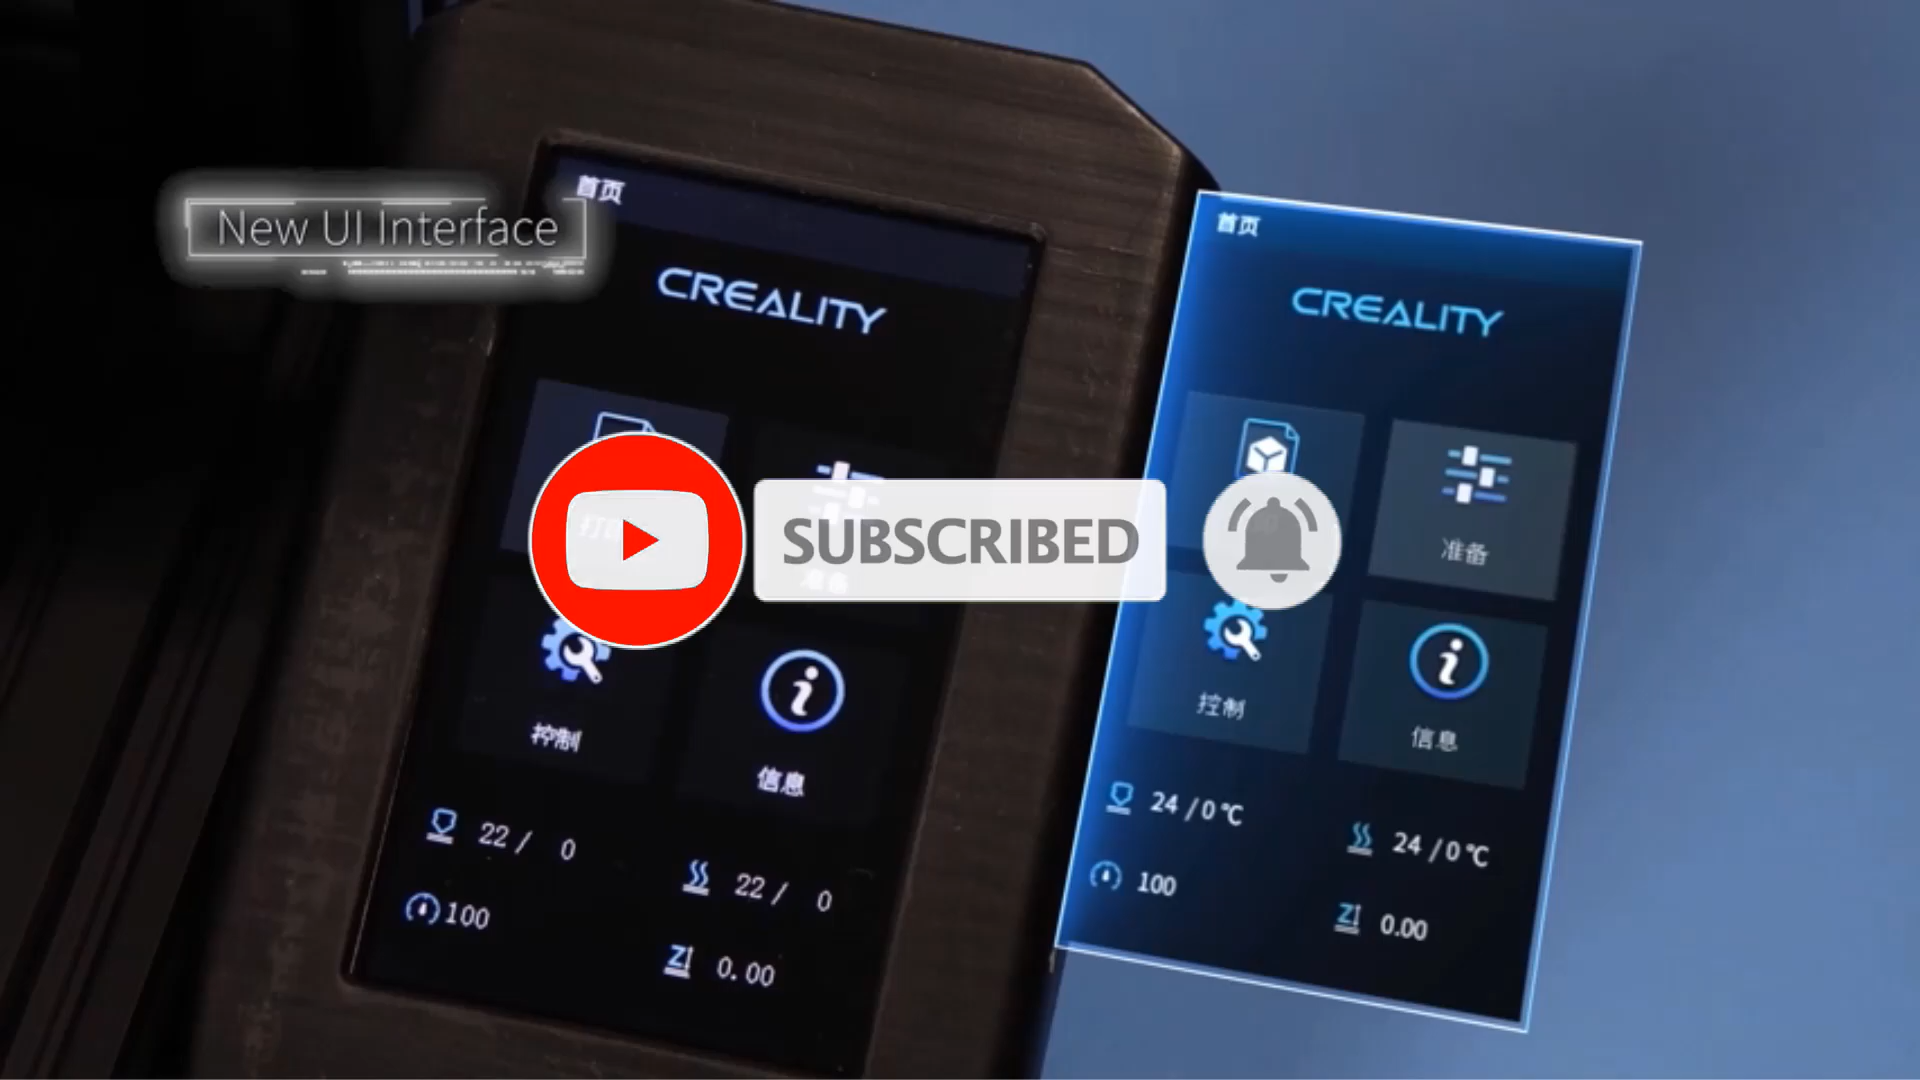 New UI Interface
首页
CREALITY
控制
信息
22 / 0
22 / 0
100
0.00
首页
CREALITY
准备
控制
信息
24 / 0 ℃
24 / 0 ℃
100
0.00
SUBSCRIBED